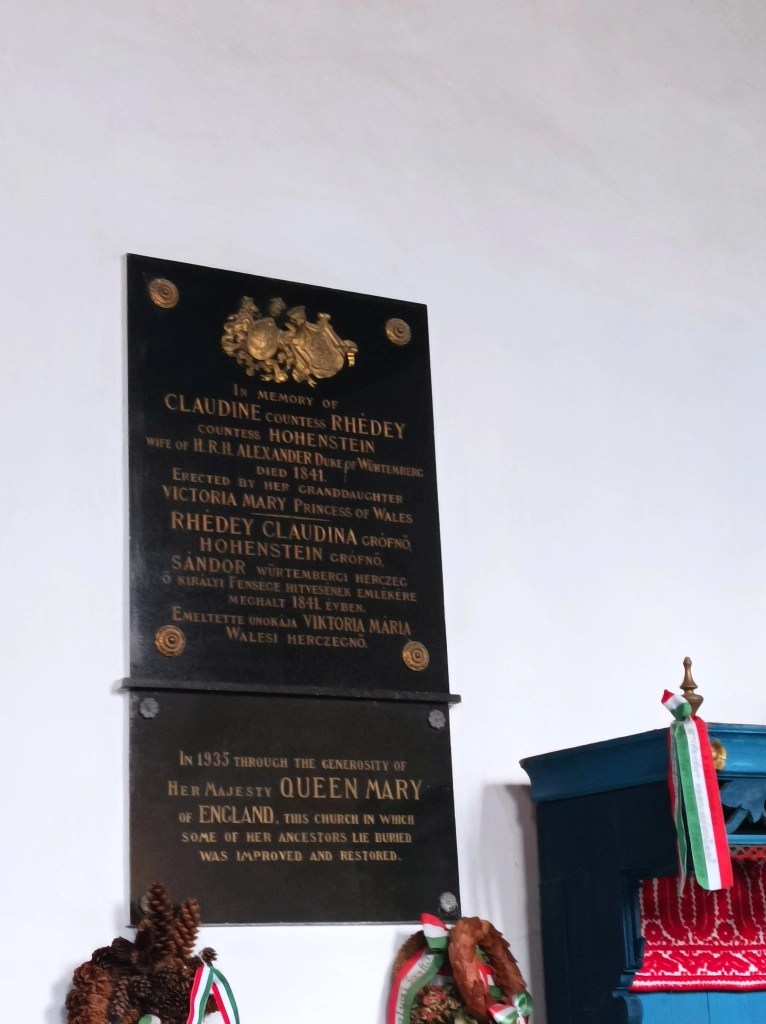 IN MEMORY OF
CLAUDINE COUNTESS RHÉDEY
COUNTESS HOHENSTEIN
WIFE OF H.R.H. ALEXANDER DUKE OF WÜRTEMBERG
DIED 1841.
ERECTED BY HER GRANDDAUGHTER
VICTORIA MARY PRINCESS OF WALES
RHÉDEY CLAUDINA GRÓFNŐ,
HOHENSTEIN GRÓFNŐ,
SÁNDOR WÜRTEMBERGI HERCZEG
Ő KIRÁLYI FENSÉGE HITVESÉNEK EMLÉKÉRE
MEGHALT 1841. ÉVBEN.
EMELTETTE UNOKÁJA VIKTORIA MÁRIA
WALESI HERCZEGNŐ.
IN 1935 THROUGH THE GENEROSITY OF
HER MAJESTY QUEEN MARY
OF ENGLAND, THIS CHURCH IN WHICH
SOME OF HER ANCESTORS LIE BURIED
WAS IMPROVED AND RESTORED.